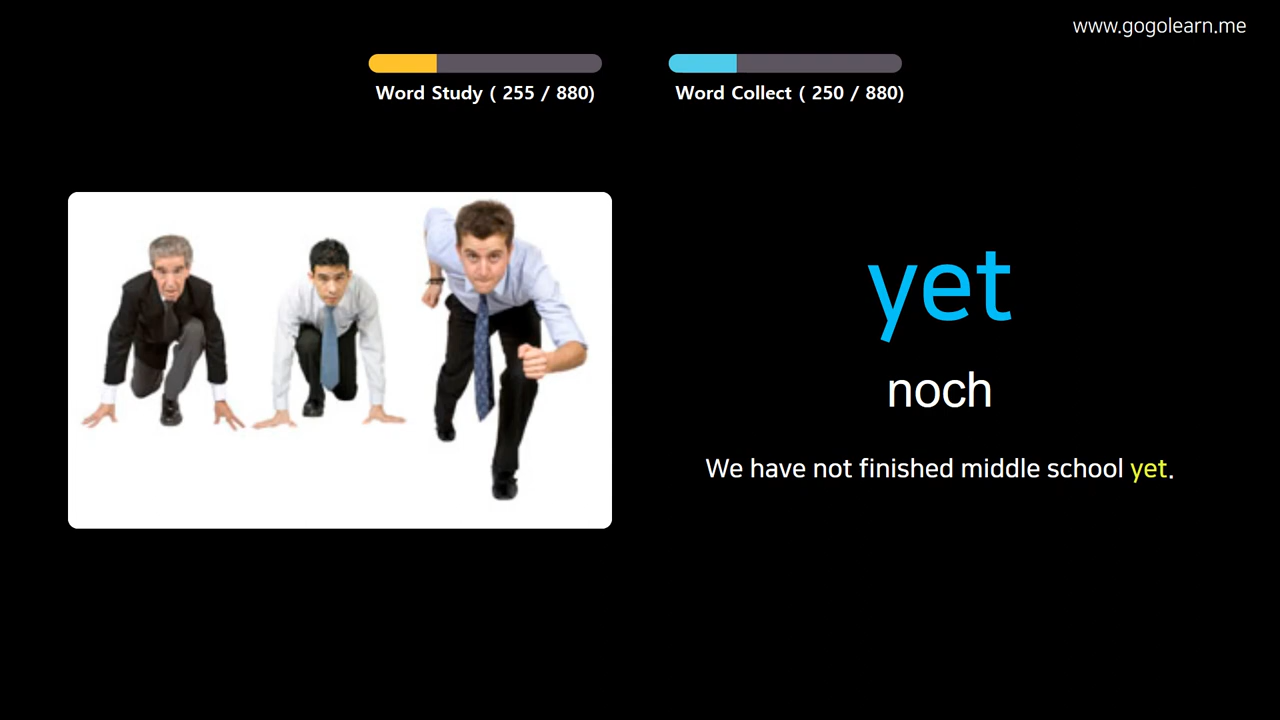 www.gogolearn.me
Word Study ( 255 / 880)
Word Collect ( 250 / 880)
yet
noch
We have not finished middle school yet.